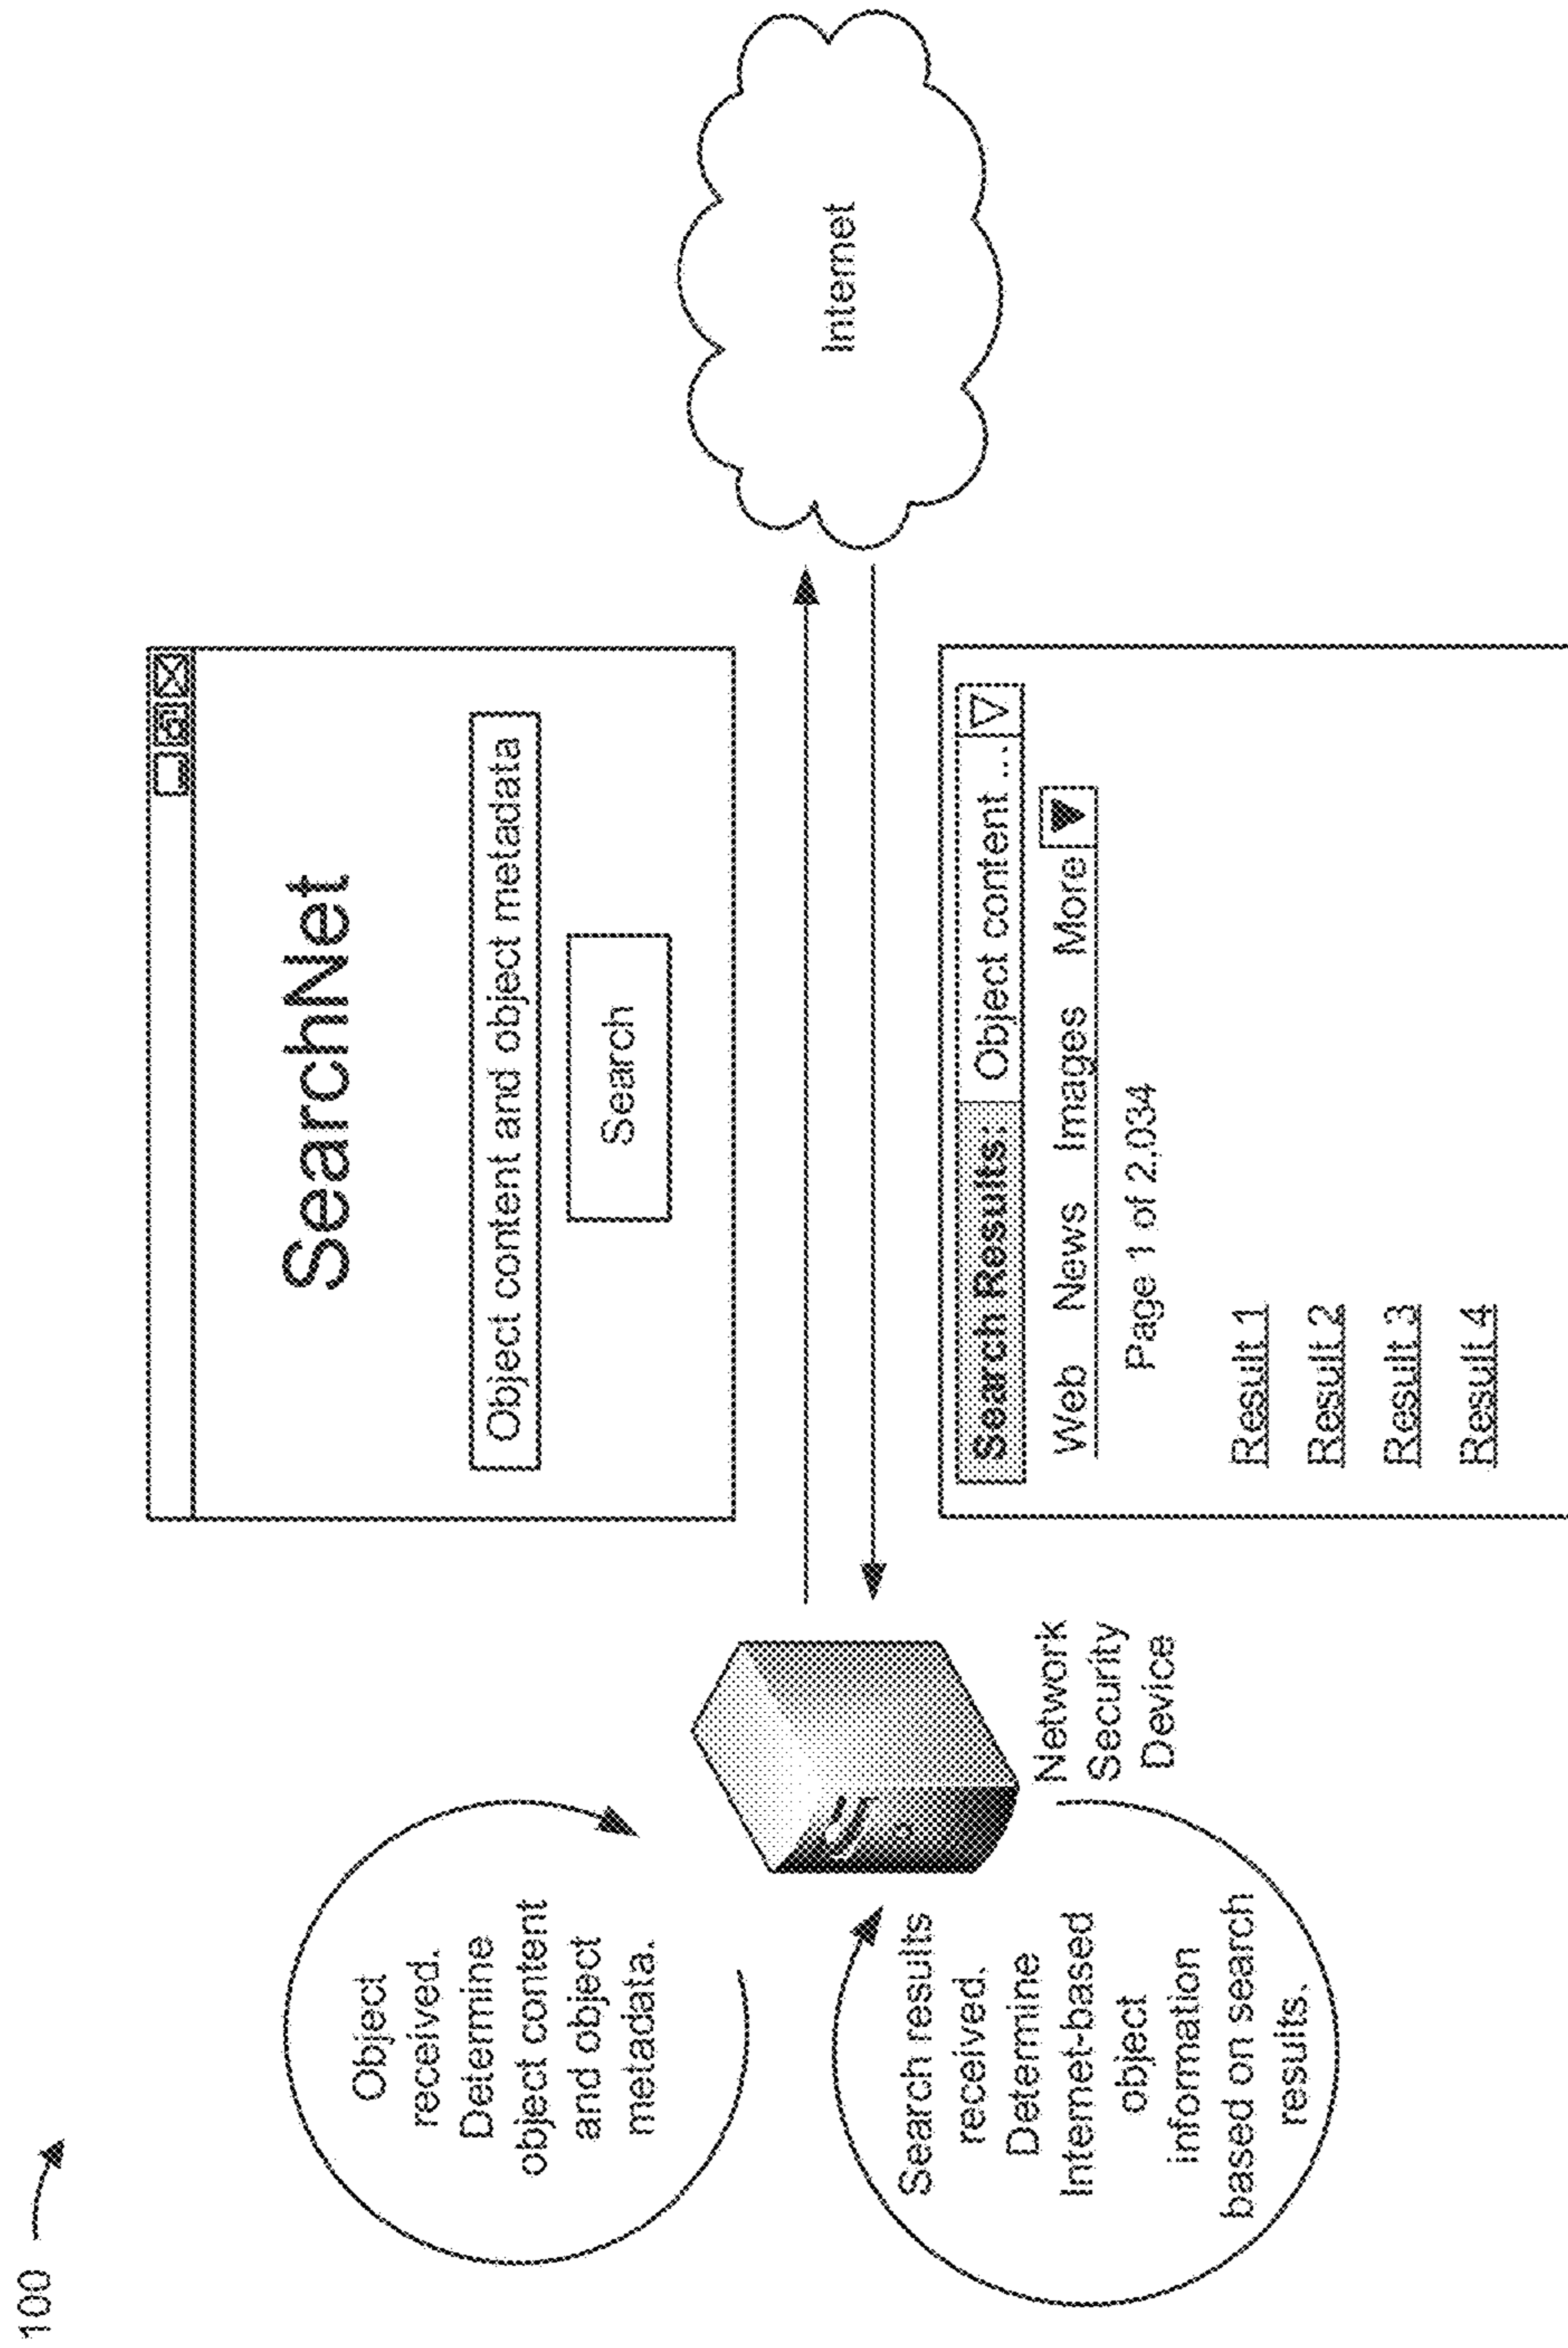 100
Object
received.
Determine
object content
and object
metadata.
SearchNet
Object content and object metadata
Search
Internet
Network
Security
Device
Search results
received.
Determine
Internet-based
object
information
based on search
results.
Search Results: Object content ...
Web News Images More
Page 1 of 2,034
Result 1
Result 2
Result 3
Result 4